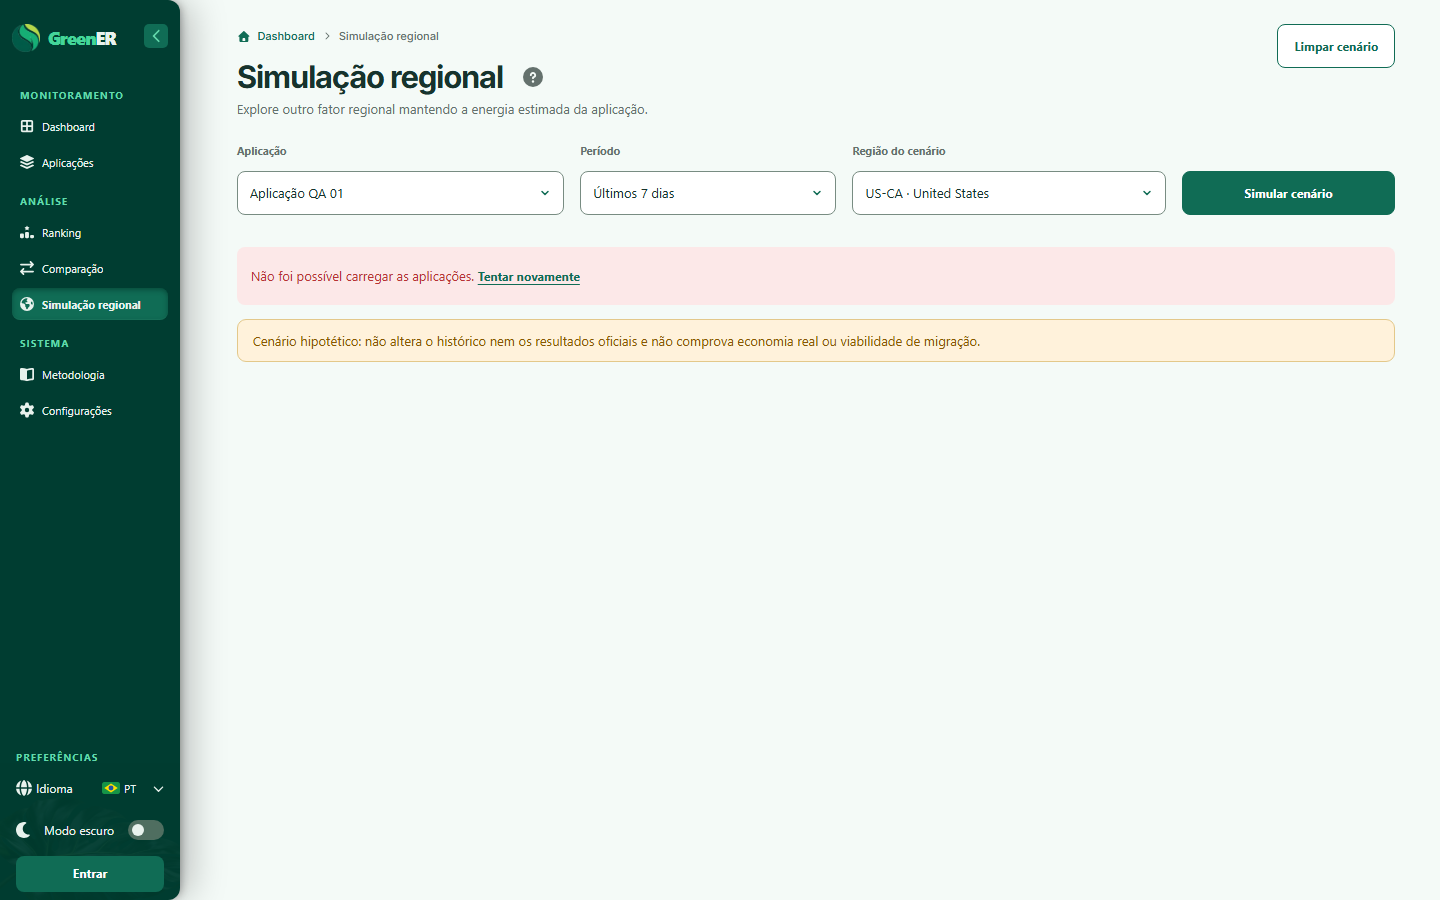 GreenER
MONITORAMENTO
Dashboard
Aplicações
ANÁLISE
Ranking
Comparação
Simulação regional
SISTEMA
Metodologia
Configurações
PREFERÊNCIAS
Idioma PT
Modo escuro
Entrar
Dashboard > Simulação regional
Limpar cenário
Simulação regional ?
Explore outro fator regional mantendo a energia estimada da aplicação.
Aplicação Período Região do cenário
Aplicação QA 01 Últimos 7 dias US-CA · United States Simular cenário
Não foi possível carregar as aplicações. Tentar novamente
Cenário hipotético: não altera o histórico nem os resultados oficiais e não comprova economia real ou viabilidade de migração.